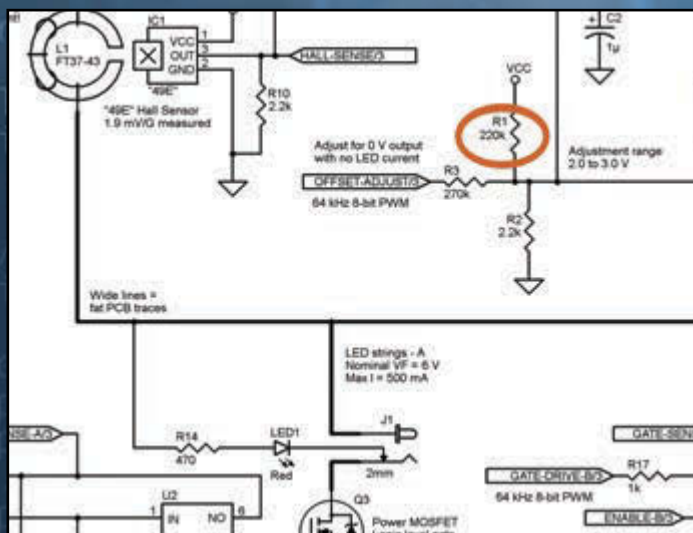 IC1
C2
1µ
L1
FT37-43
VCC 1
OUT 3
GND 2
HALL-SENSE/3
"49E"
"49E" Hall Sensor
1.9 mV/G measured
R10
2.2k
VCC
R1
220k
Adjust for 0 V output
with no LED current
Adjustment range
2.0 to 3.0 V
OFFSET-ADJUST/3
R3
270k
64 kHz 8-bit PWM
R2
2.2k
Wide lines =
fat PCB traces
LED strings - A
Nominal VF = 6 V
Max I = 500 mA
J1
NSE-A/3
R14
470
LED1
Red
2mm
GATE-SEN
GATE-DRIVE-B/3
R17
1k
64 kHz 8-bit PWM
U2
1 IN NO 6
Q3
Power MOSFET
ENABLE-B/3